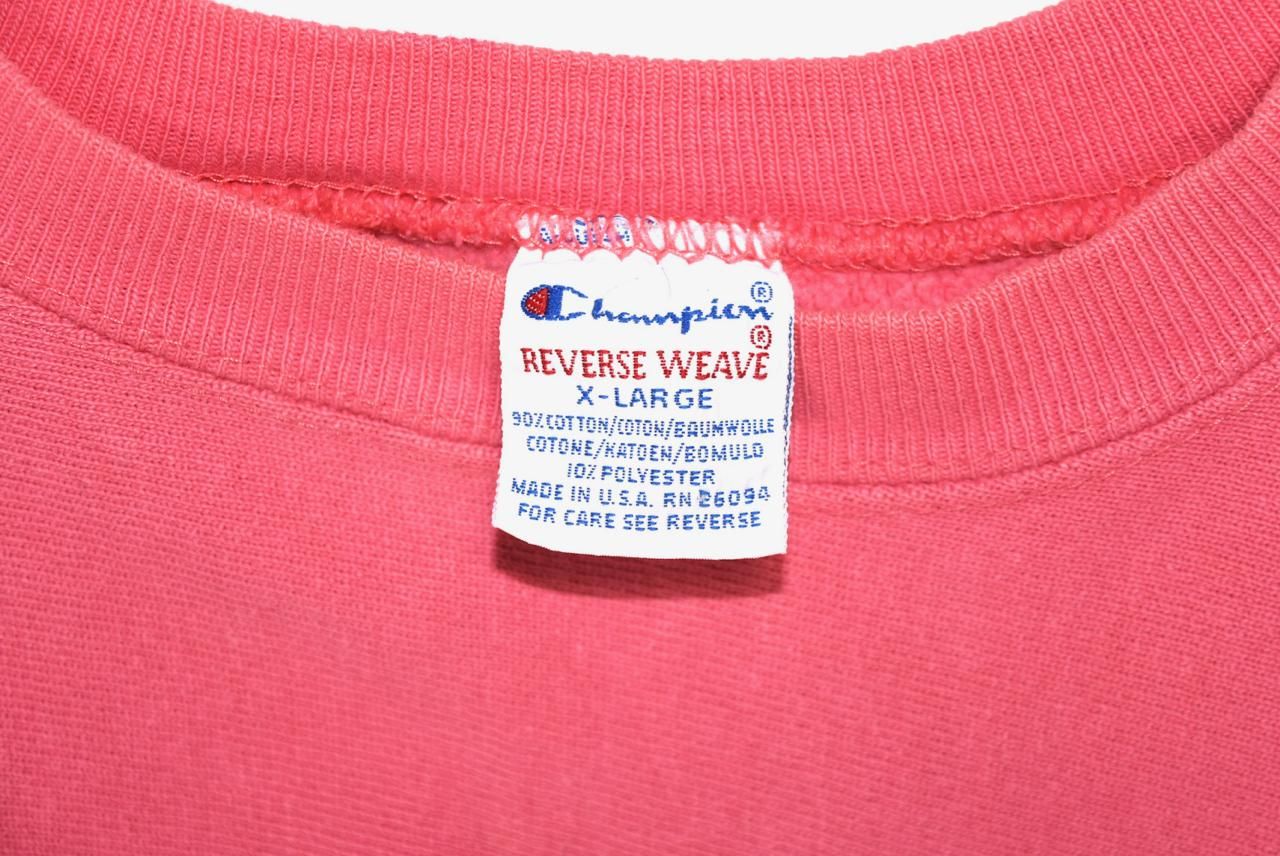 Champion®
REVERSE WEAVE®
X-LARGE
90% COTTON/COTON/BAUMWOLLE
COTONE/KATOEN/BOMULD
10% POLYESTER
MADE IN U.S.A. RN 26094
FOR CARE SEE REVERSE